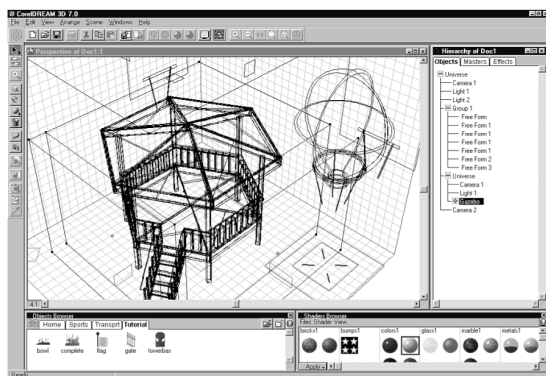 CorelDREAM 3D 7.0
File Edit View Arrange Scene Windows Help
Perspective of Doc1:1
Hierarchy of Doc1
Objects Masters Effects
Universe
Camera 1
Light 1
Light 2
Group 1
Free Form
Free Form 1
Free Form 1
Free Form 1
Free Form 1
Free Form 2
Free Form 3
Universe
Camera 1
Light 1
Gazebo
Camera 2
4:1
Objects Browser
Home Sports Transprt Tutorial
bowl complete flag gate towerbas
Shaders Browser
Files Shader View
bricks1 bumps1 colors1 glass1 marble1 metals1
Apply
Ready